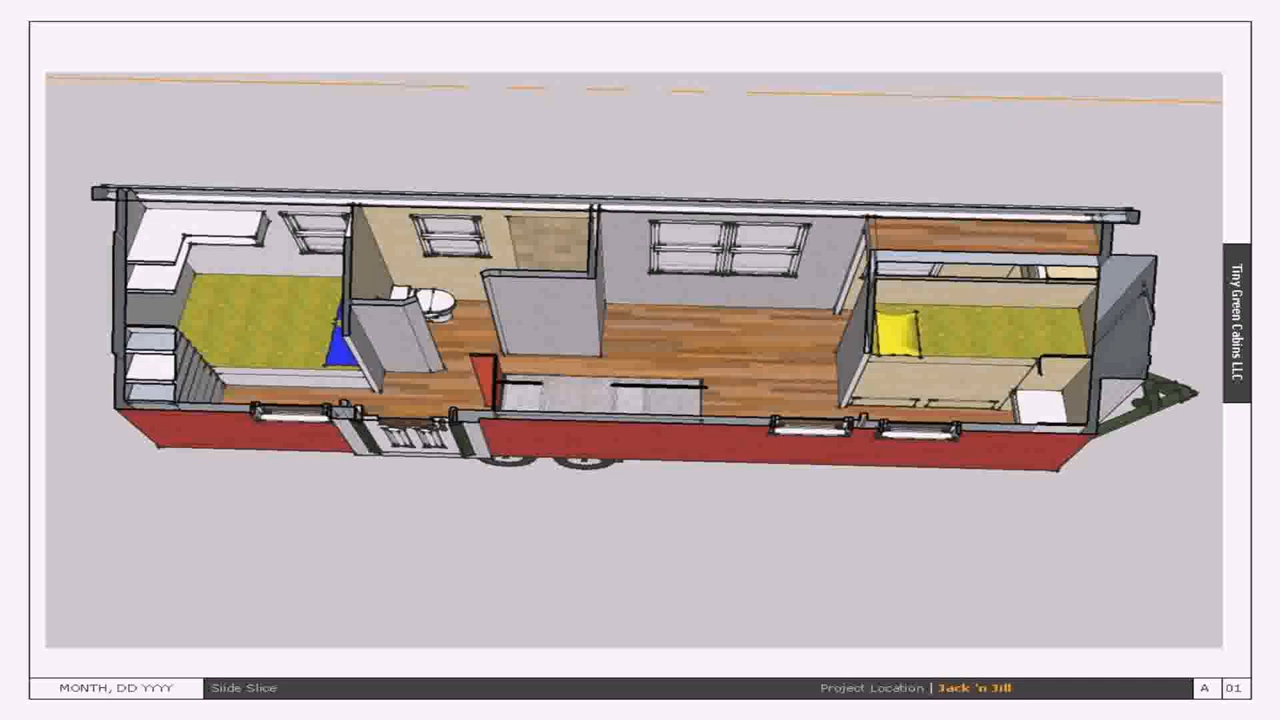 Tiny Green Cabins LLC
MONTH, DD YYYY
Slide Slice
Project Location | Jack 'n Jill
A 01